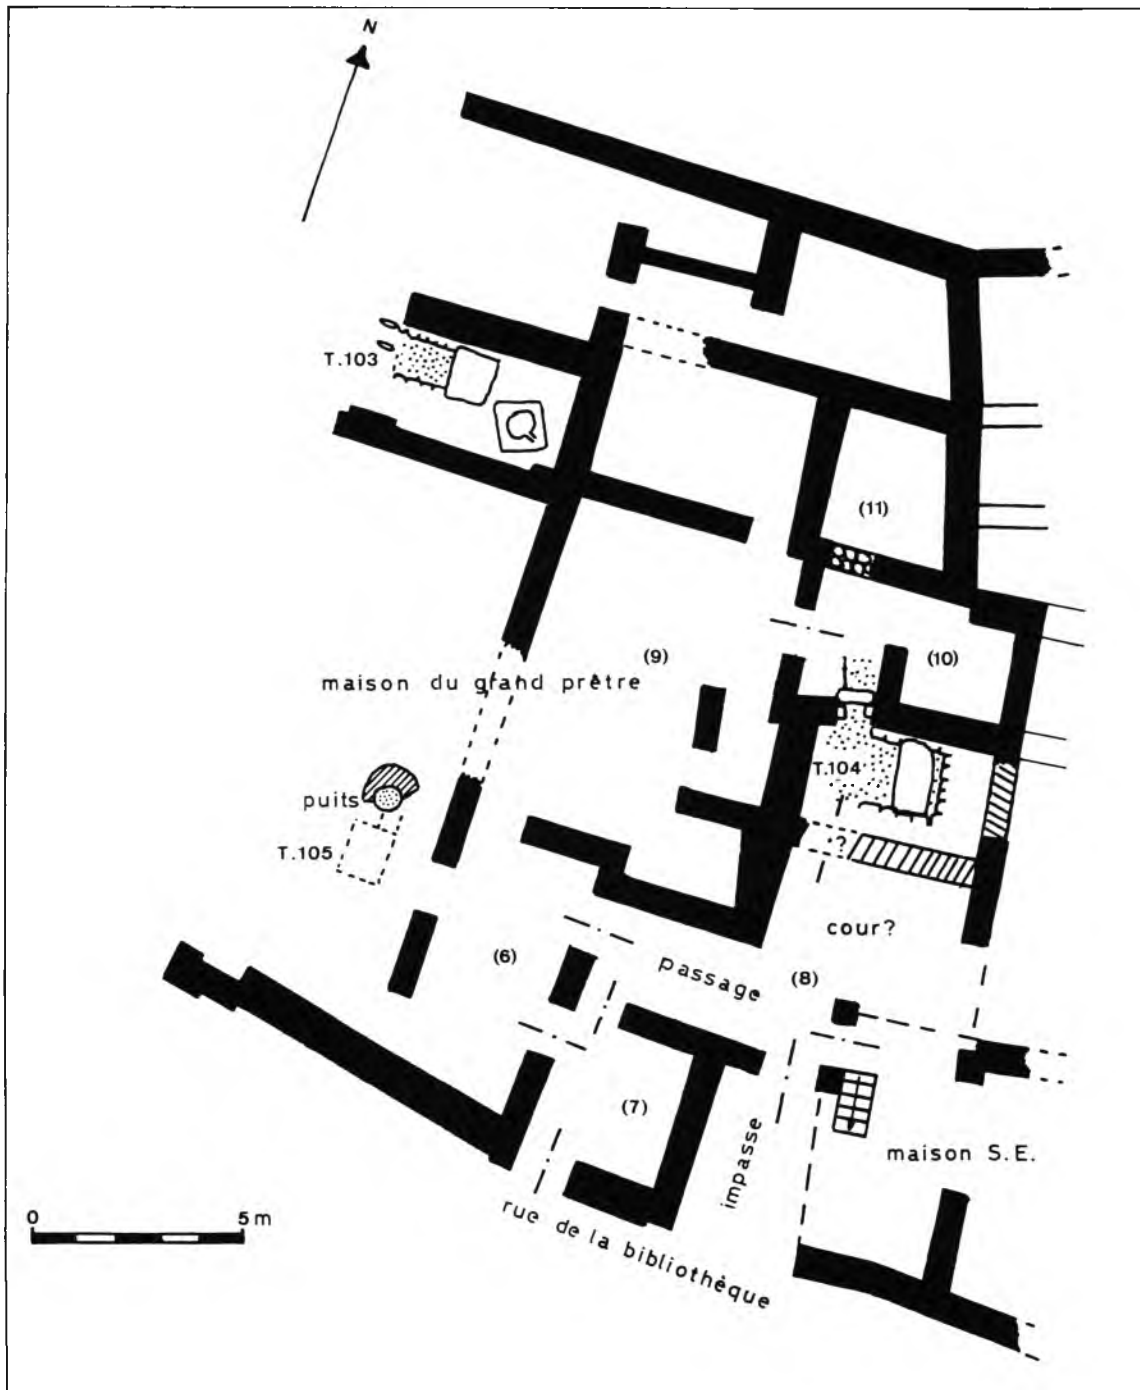 N
T.103
(11)
(9)
(10)
maison du grand prêtre
T.104
puits
T.105
?
cour?
(6)
passage
(8)
(7)
impasse
maison S.E.
rue de la bibliothèque
0 5 m